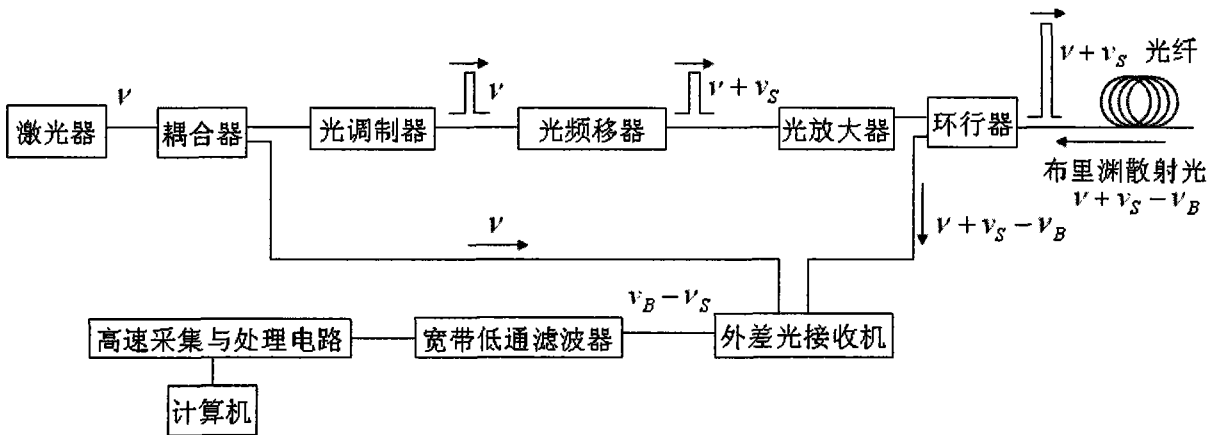 ν
激光器
耦合器
光调制器
ν
光频移器
ν + ν_S
光放大器
环行器
ν + ν_S 光纤
布里渊散射光
ν + ν_S − ν_B
ν
ν + ν_S − ν_B
ν_B − ν_S
高速采集与处理电路
宽带低通滤波器
外差光接收机
计算机